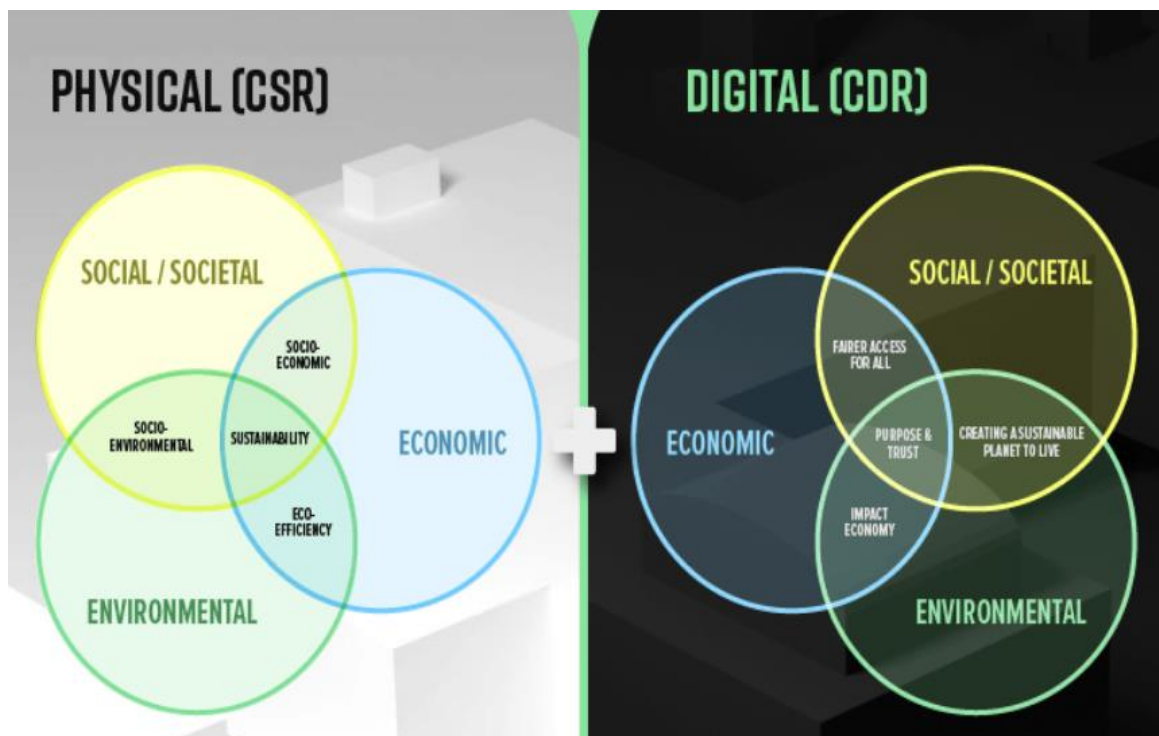 PHYSICAL (CSR)
SOCIAL / SOCIETAL
SOCIO-
ECONOMIC
SOCIO-
ENVIRONMENTAL
SUSTAINABILITY
ECONOMIC
ECO-
EFFICIENCY
ENVIRONMENTAL
DIGITAL (CDR)
SOCIAL / SOCIETAL
FAIRER ACCESS
FOR ALL
ECONOMIC
PURPOSE &
TRUST
CREATING A SUSTAINABLE
PLANET TO LIVE
IMPACT
ECONOMY
ENVIRONMENTAL